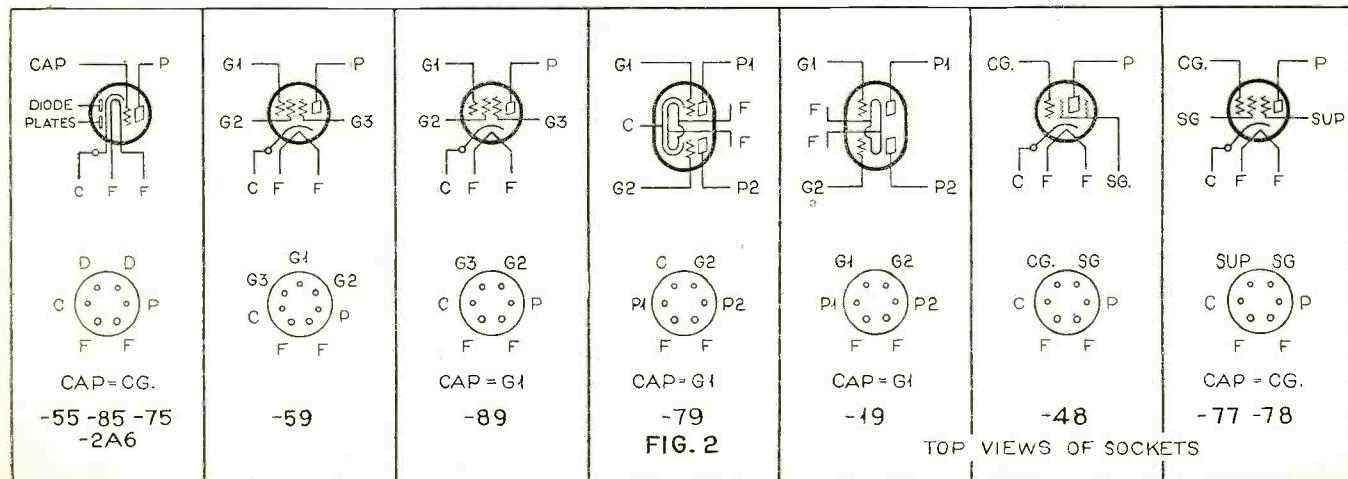 CAP P
DIODE
PLATES
C F F
D D
C P
F F
CAP = CG.
-55 -85 -75
-2A6
G1 P
G2 G3
C F F
G1
G3 G2
C P
F F
-59
G1 P
G2 G3
C F F
G3 G2
C P
F F
CAP = G1
-89
G1 P1
F
C
F
G2 P2
C G2
P1 P2
F F
CAP = G1
-79
G1 P1
F
F
G2 P2
G1 G2
P1 P2
F F
CAP = G1
-19
CG. P
C F F SG.
CG. SG
C P
F F
-48
CG. P
SG SUP
C F F
SUP SG
C P
F F
CAP = CG.
-77 -78
FIG. 2
TOP VIEWS OF SOCKETS